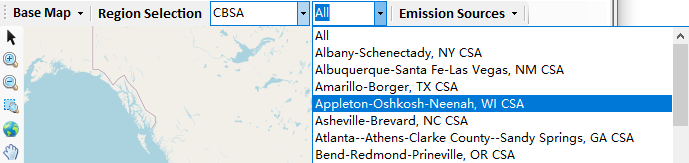 Base Map Region Selection CBSA All Emission Sources
All
Albany-Schenectady, NY CSA
Albuquerque-Santa Fe-Las Vegas, NM CSA
Amarillo-Borger, TX CSA
Appleton-Oshkosh-Neenah, WI CSA
Asheville-Brevard, NC CSA
Atlanta--Athens-Clarke County--Sandy Springs, GA CSA
Bend-Redmond-Prineville, OR CSA